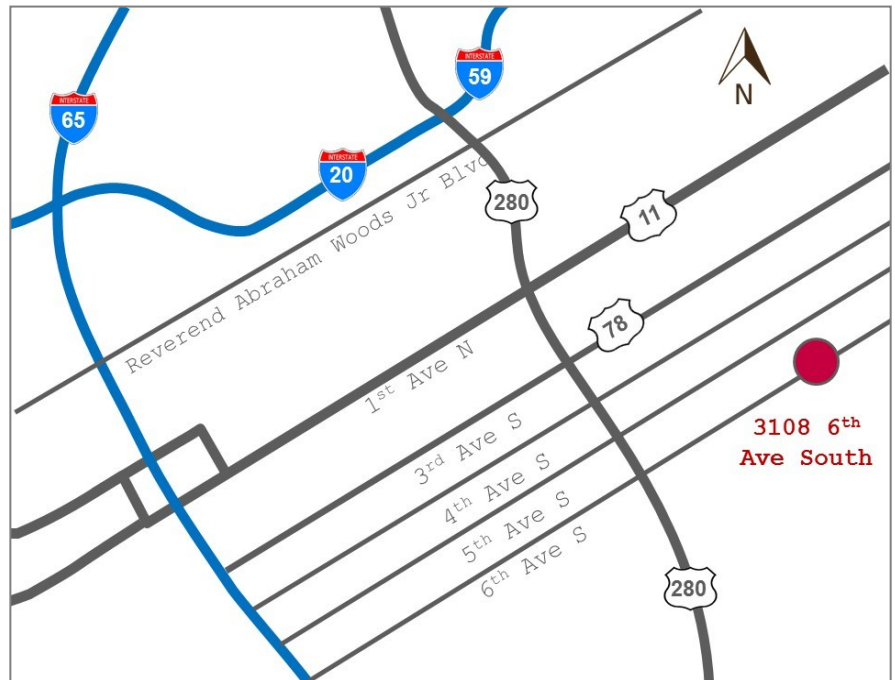 INTERSTATE
59
INTERSTATE
65
INTERSTATE
20
N
Reverend Abraham Woods Jr Blvd
280
11
78
1st Ave N
3rd Ave S
4th Ave S
5th Ave S
6th Ave S
3108 6th
Ave South
280